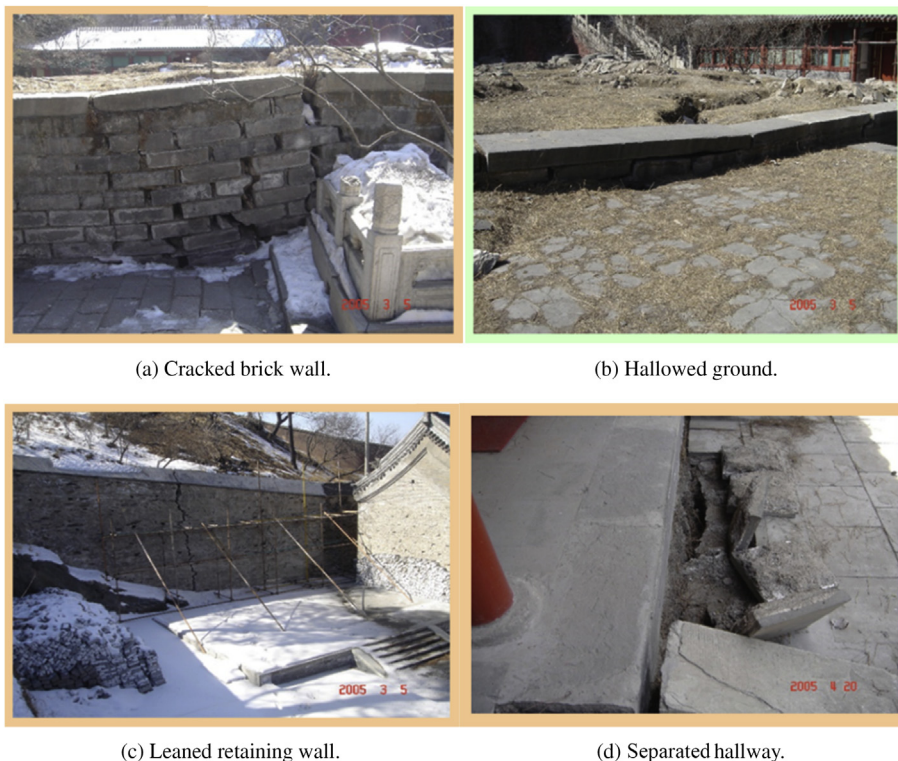 2005 3 5
2005 3 5
(a) Cracked brick wall.
(b) Hallowed ground.
2005 3 5
2005 4 20
(c) Leaned retaining wall.
(d) Separated hallway.